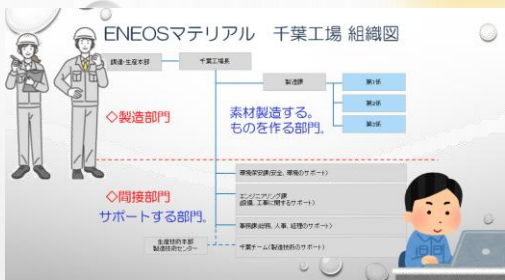 ENEOSマテリアル 千葉工場 組織図
調達・生産本部
千葉工場長
製造課
第1係
第2係
第3係
◇製造部門
素材製造する。
ものを作る部門。
環境保安課(安全、環境のサポート)
◇間接部門
サポートする部門。
エンジニアリング課
(設備、工事に関するサポート)
事務課(総務、人事、経理のサポート)
生産技術本部
製造技術センター
千葉チーム(製造技術のサポート)